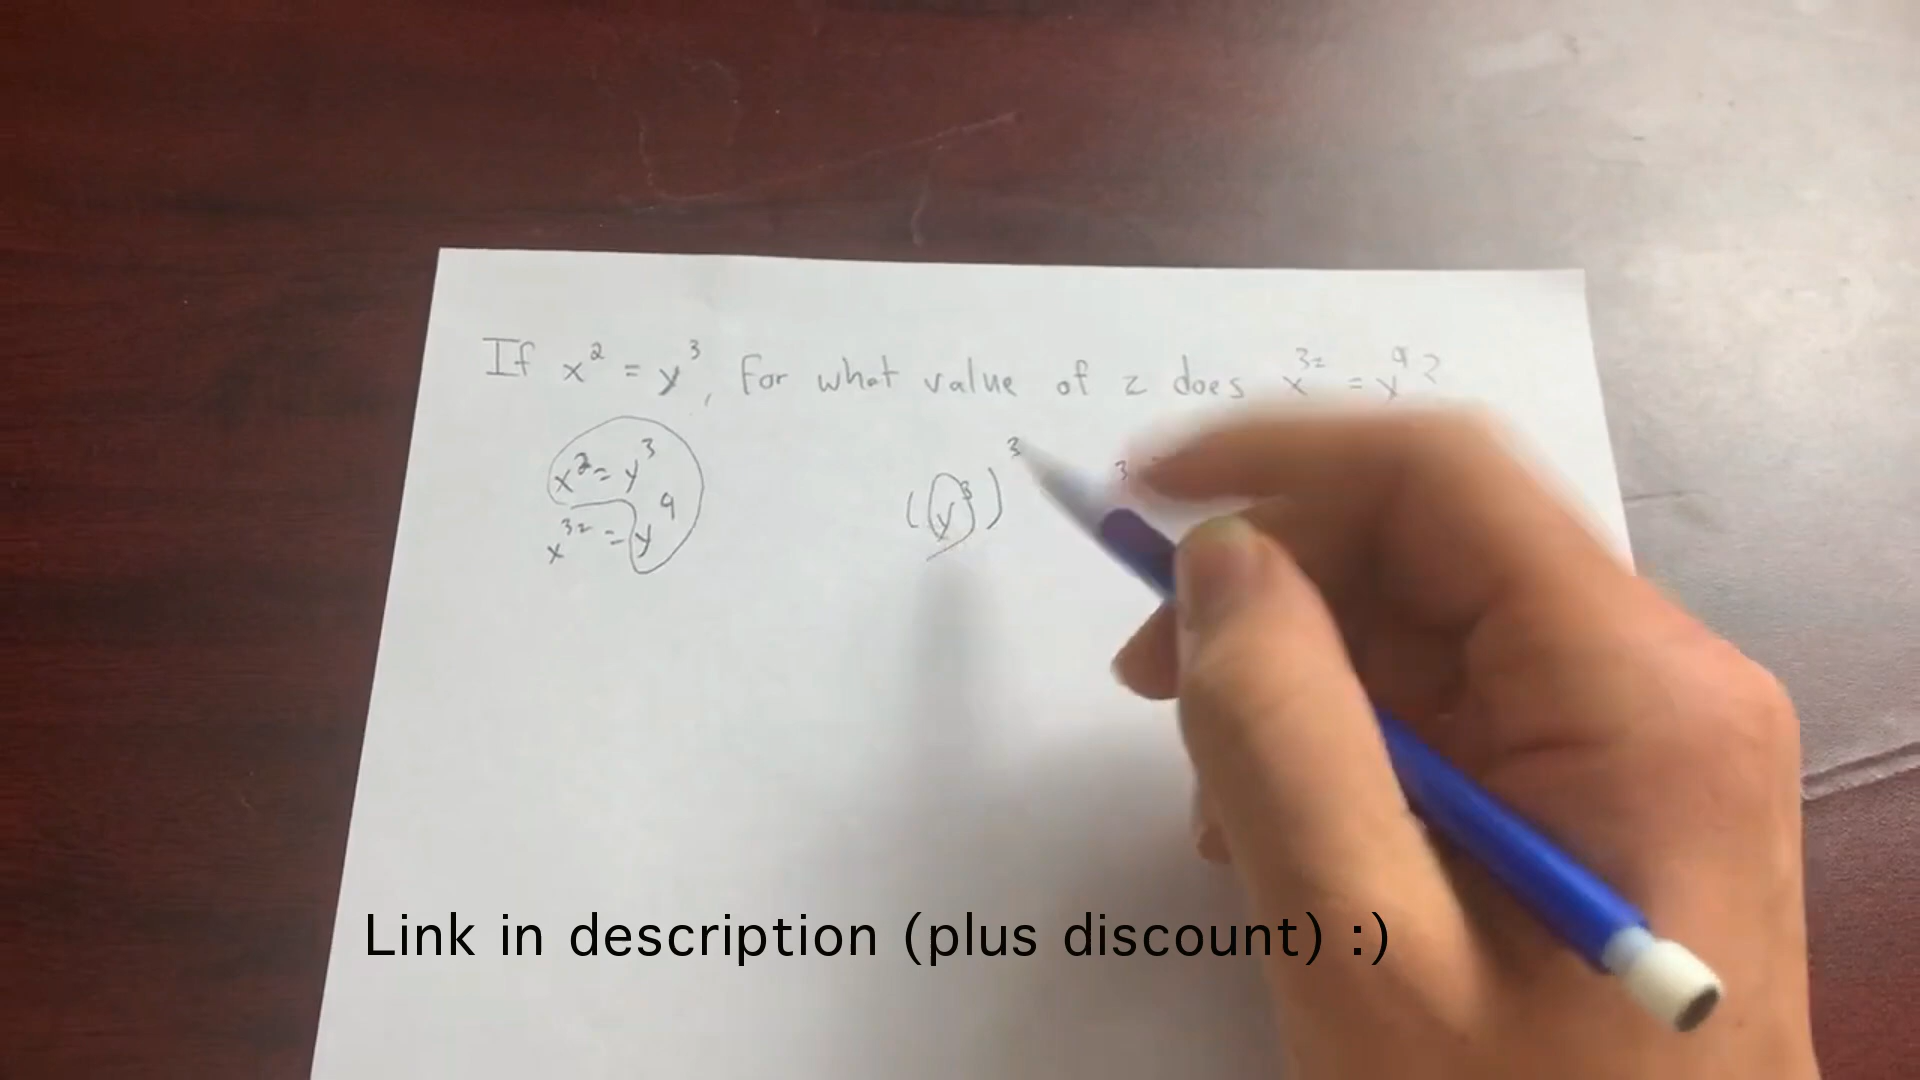 If x² = y³, for what value of z does x³ᶻ = y⁹?
x² = y³
x³ᶻ = y⁹
(y³)³
3
Link in description (plus discount) :)